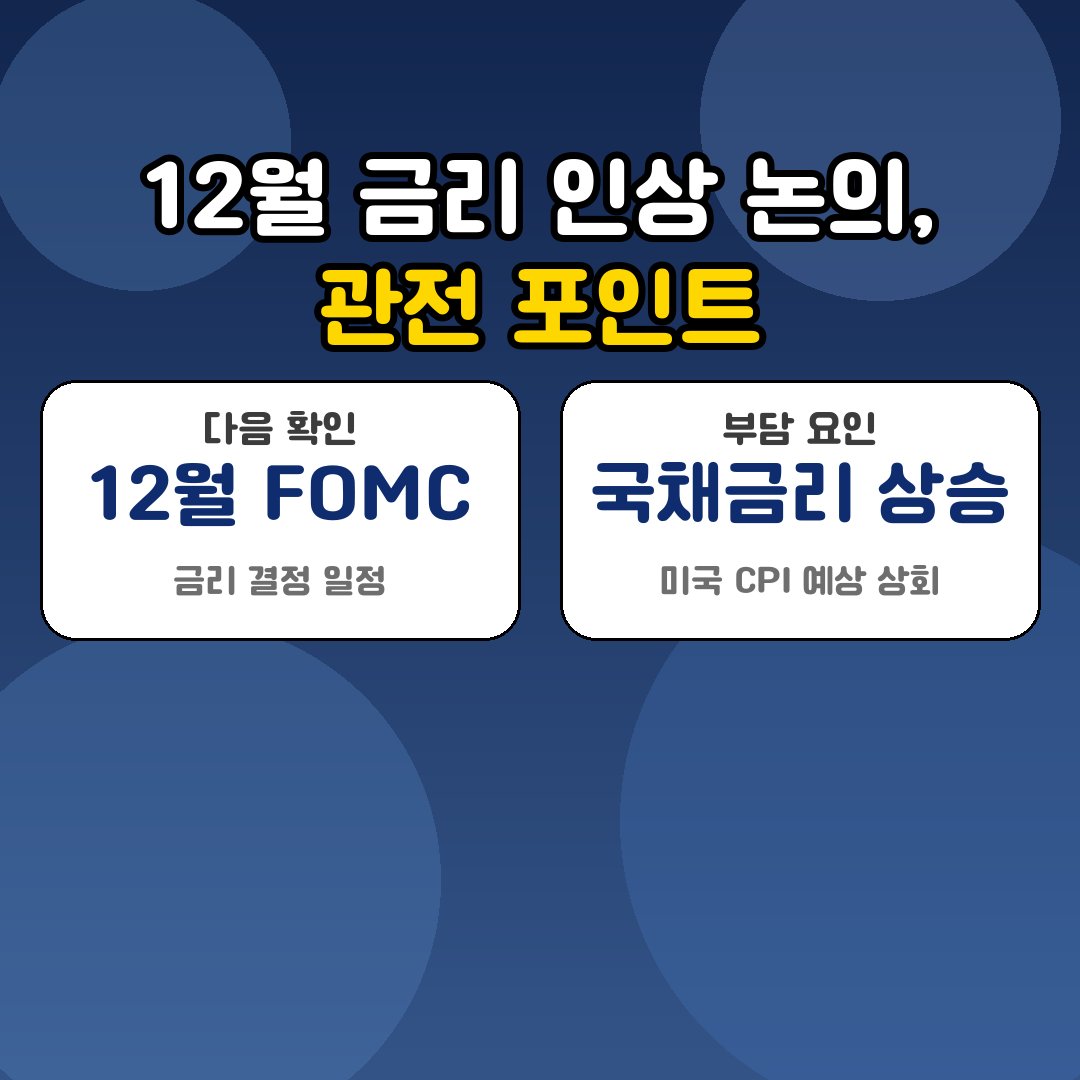 12월 금리 인상 논의,
관전 포인트
다음 확인
12월 FOMC
금리 결정 일정
부담 요인
국채금리 상승
미국 CPI 예상 상회